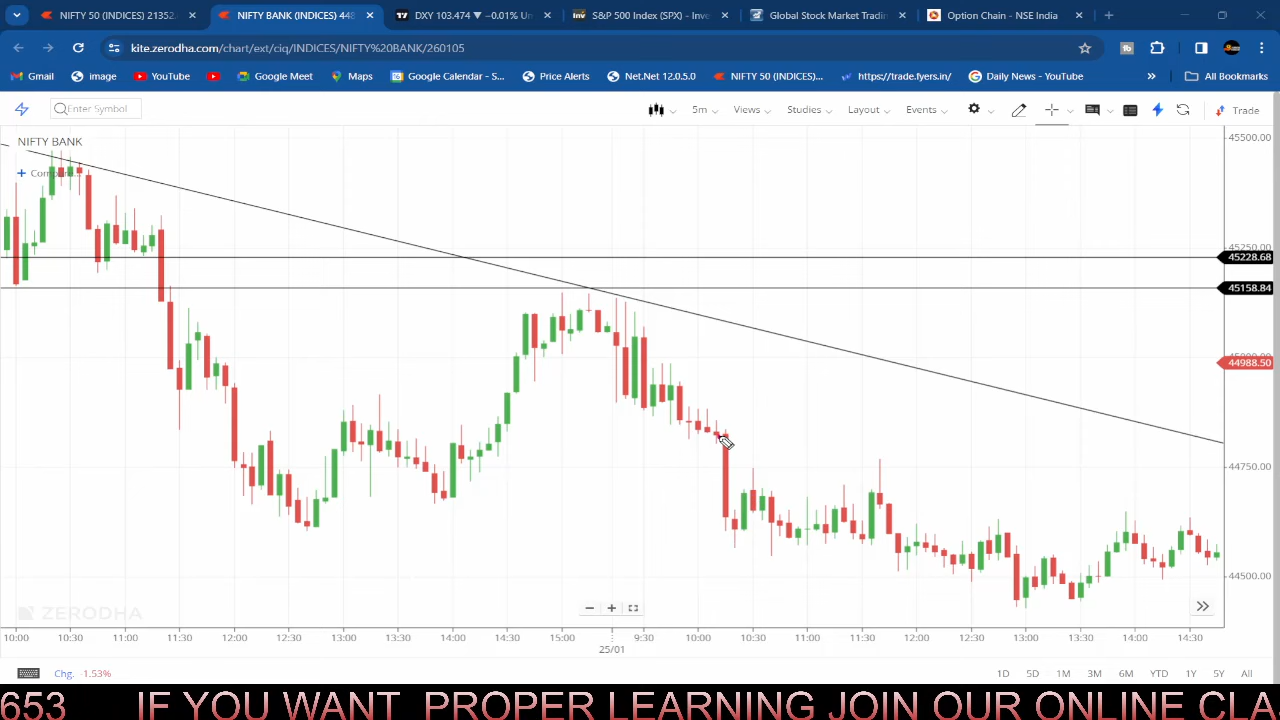 NIFTY 50 (INDICES) 21352.
NIFTY BANK (INDICES) 448
DXY 103.474 ▼ −0.01% Un
S&P 500 Index (SPX) - Inve
Global Stock Market Tradin
Option Chain - NSE India
kite.zerodha.com/chart/ext/ciq/INDICES/NIFTY%20BANK/260105
Gmail
image
YouTube
Google Meet
Maps
Google Calendar - S...
Price Alerts
Net.Net 12.0.5.0
NIFTY 50 (INDICES)...
https://trade.fyers.in/
Daily News - YouTube
All Bookmarks
Enter Symbol
5m
Views
Studies
Layout
Events
Trade
NIFTY BANK
+ Compare
45500.00
45250.00
45228.68
45158.84
44988.50
44750.00
44500.00
ZERODHA
10:00 10:30 11:00 11:30 12:00 12:30 13:00 13:30 14:00 14:30 15:00 9:30 10:00 10:30 11:00 11:30 12:00 12:30 13:00 13:30 14:00 14:30
25/01
Chg. 1.53%
1D 5D 1M 3M 6M YTD 1Y 5Y All
653 IF YOU WANT PROPER LEARNING JOIN OUR ONLINE CLA